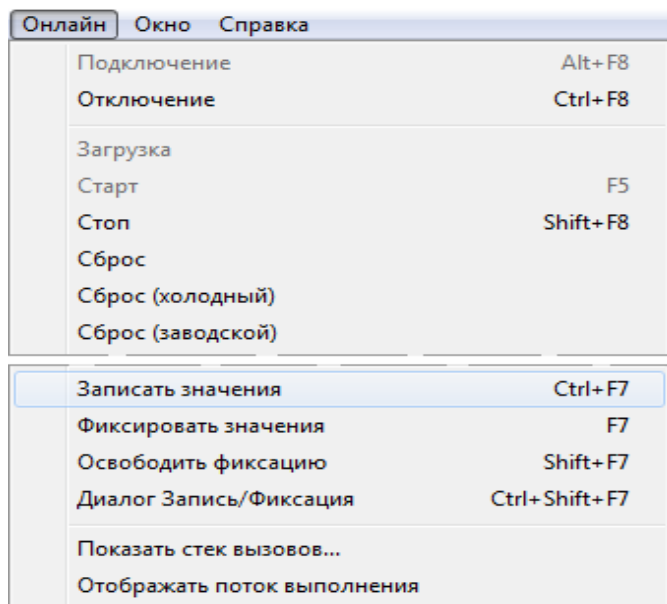 Онлайн Окно Справка
Подключение Alt+F8
Отключение Ctrl+F8
Загрузка
Старт F5
Стоп Shift+F8
Сброс
Сброс (холодный)
Сброс (заводской)
Записать значения Ctrl+F7
Фиксировать значения F7
Освободить фиксацию Shift+F7
Диалог Запись/Фиксация Ctrl+Shift+F7
Показать стек вызовов...
Отображать поток выполнения